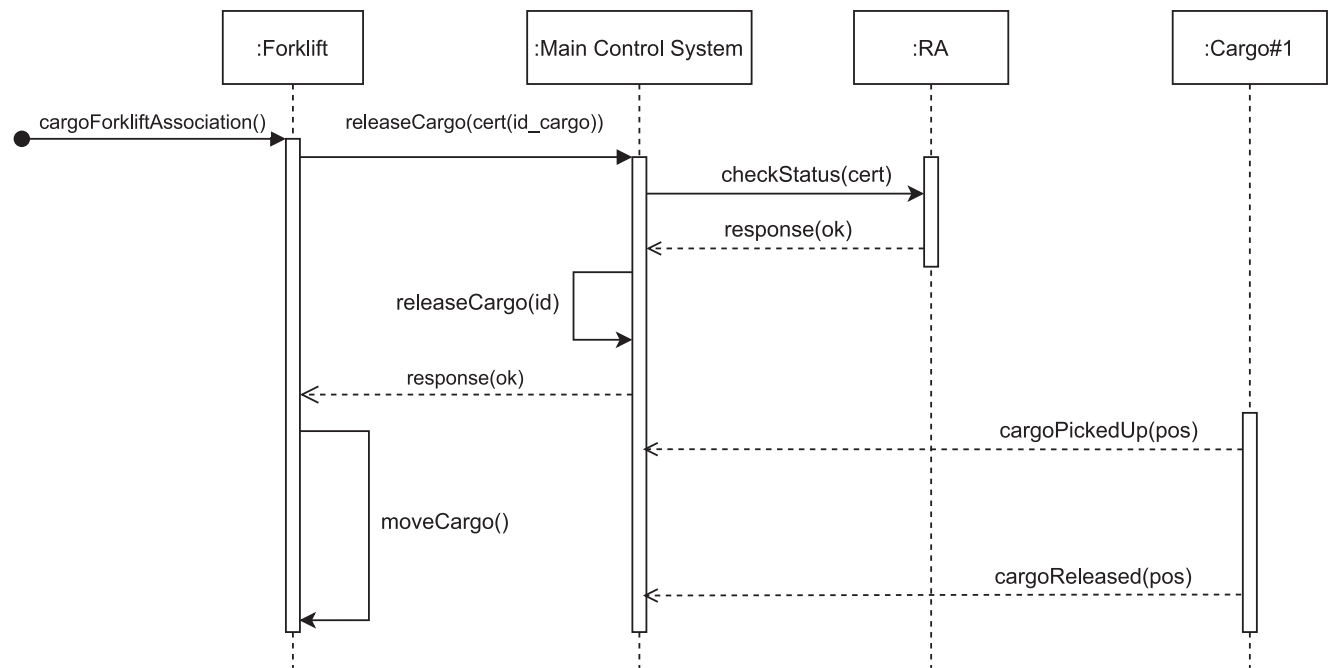 :Forklift
:Main Control System
:RA
:Cargo#1
cargoForkliftAssociation()
releaseCargo(cert(id_cargo))
checkStatus(cert)
response(ok)
releaseCargo(id)
response(ok)
cargoPickedUp(pos)
moveCargo()
cargoReleased(pos)